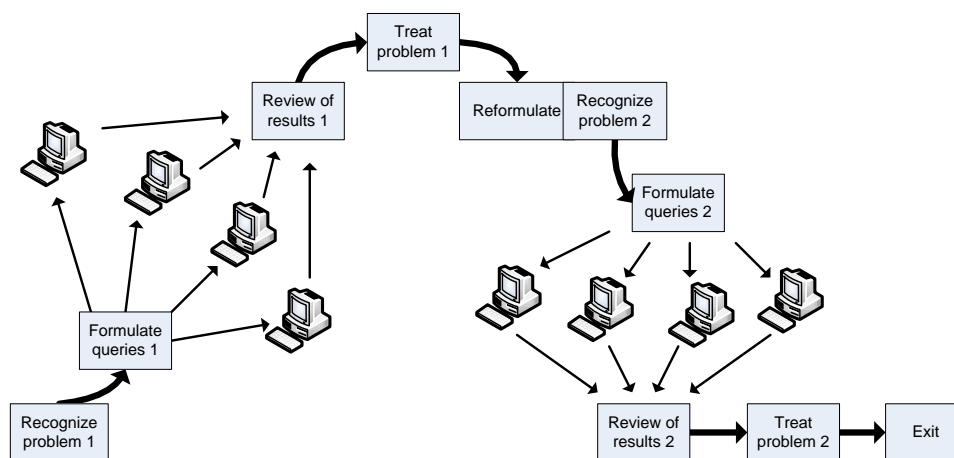 Recognize
problem 1
Formulate
queries 1
Review of
results 1
Treat
problem 1
Reformulate
Recognize
problem 2
Formulate
queries 2
Review of
results 2
Treat
problem 2
Exit